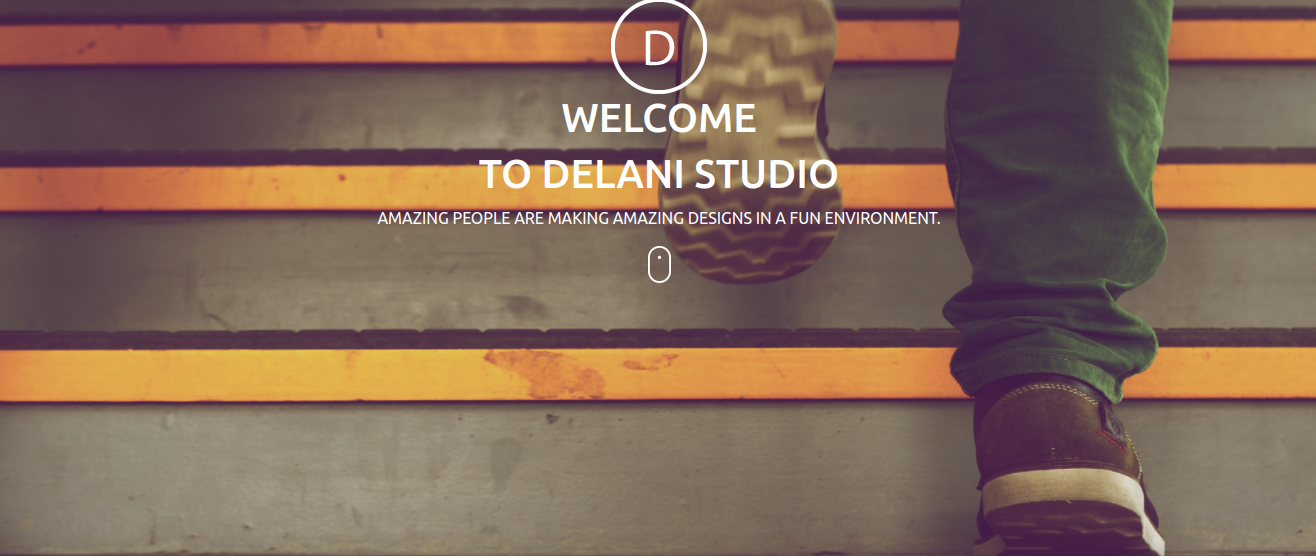 D
WELCOME
TO DELANI STUDIO
AMAZING PEOPLE ARE MAKING AMAZING DESIGNS IN A FUN ENVIRONMENT.